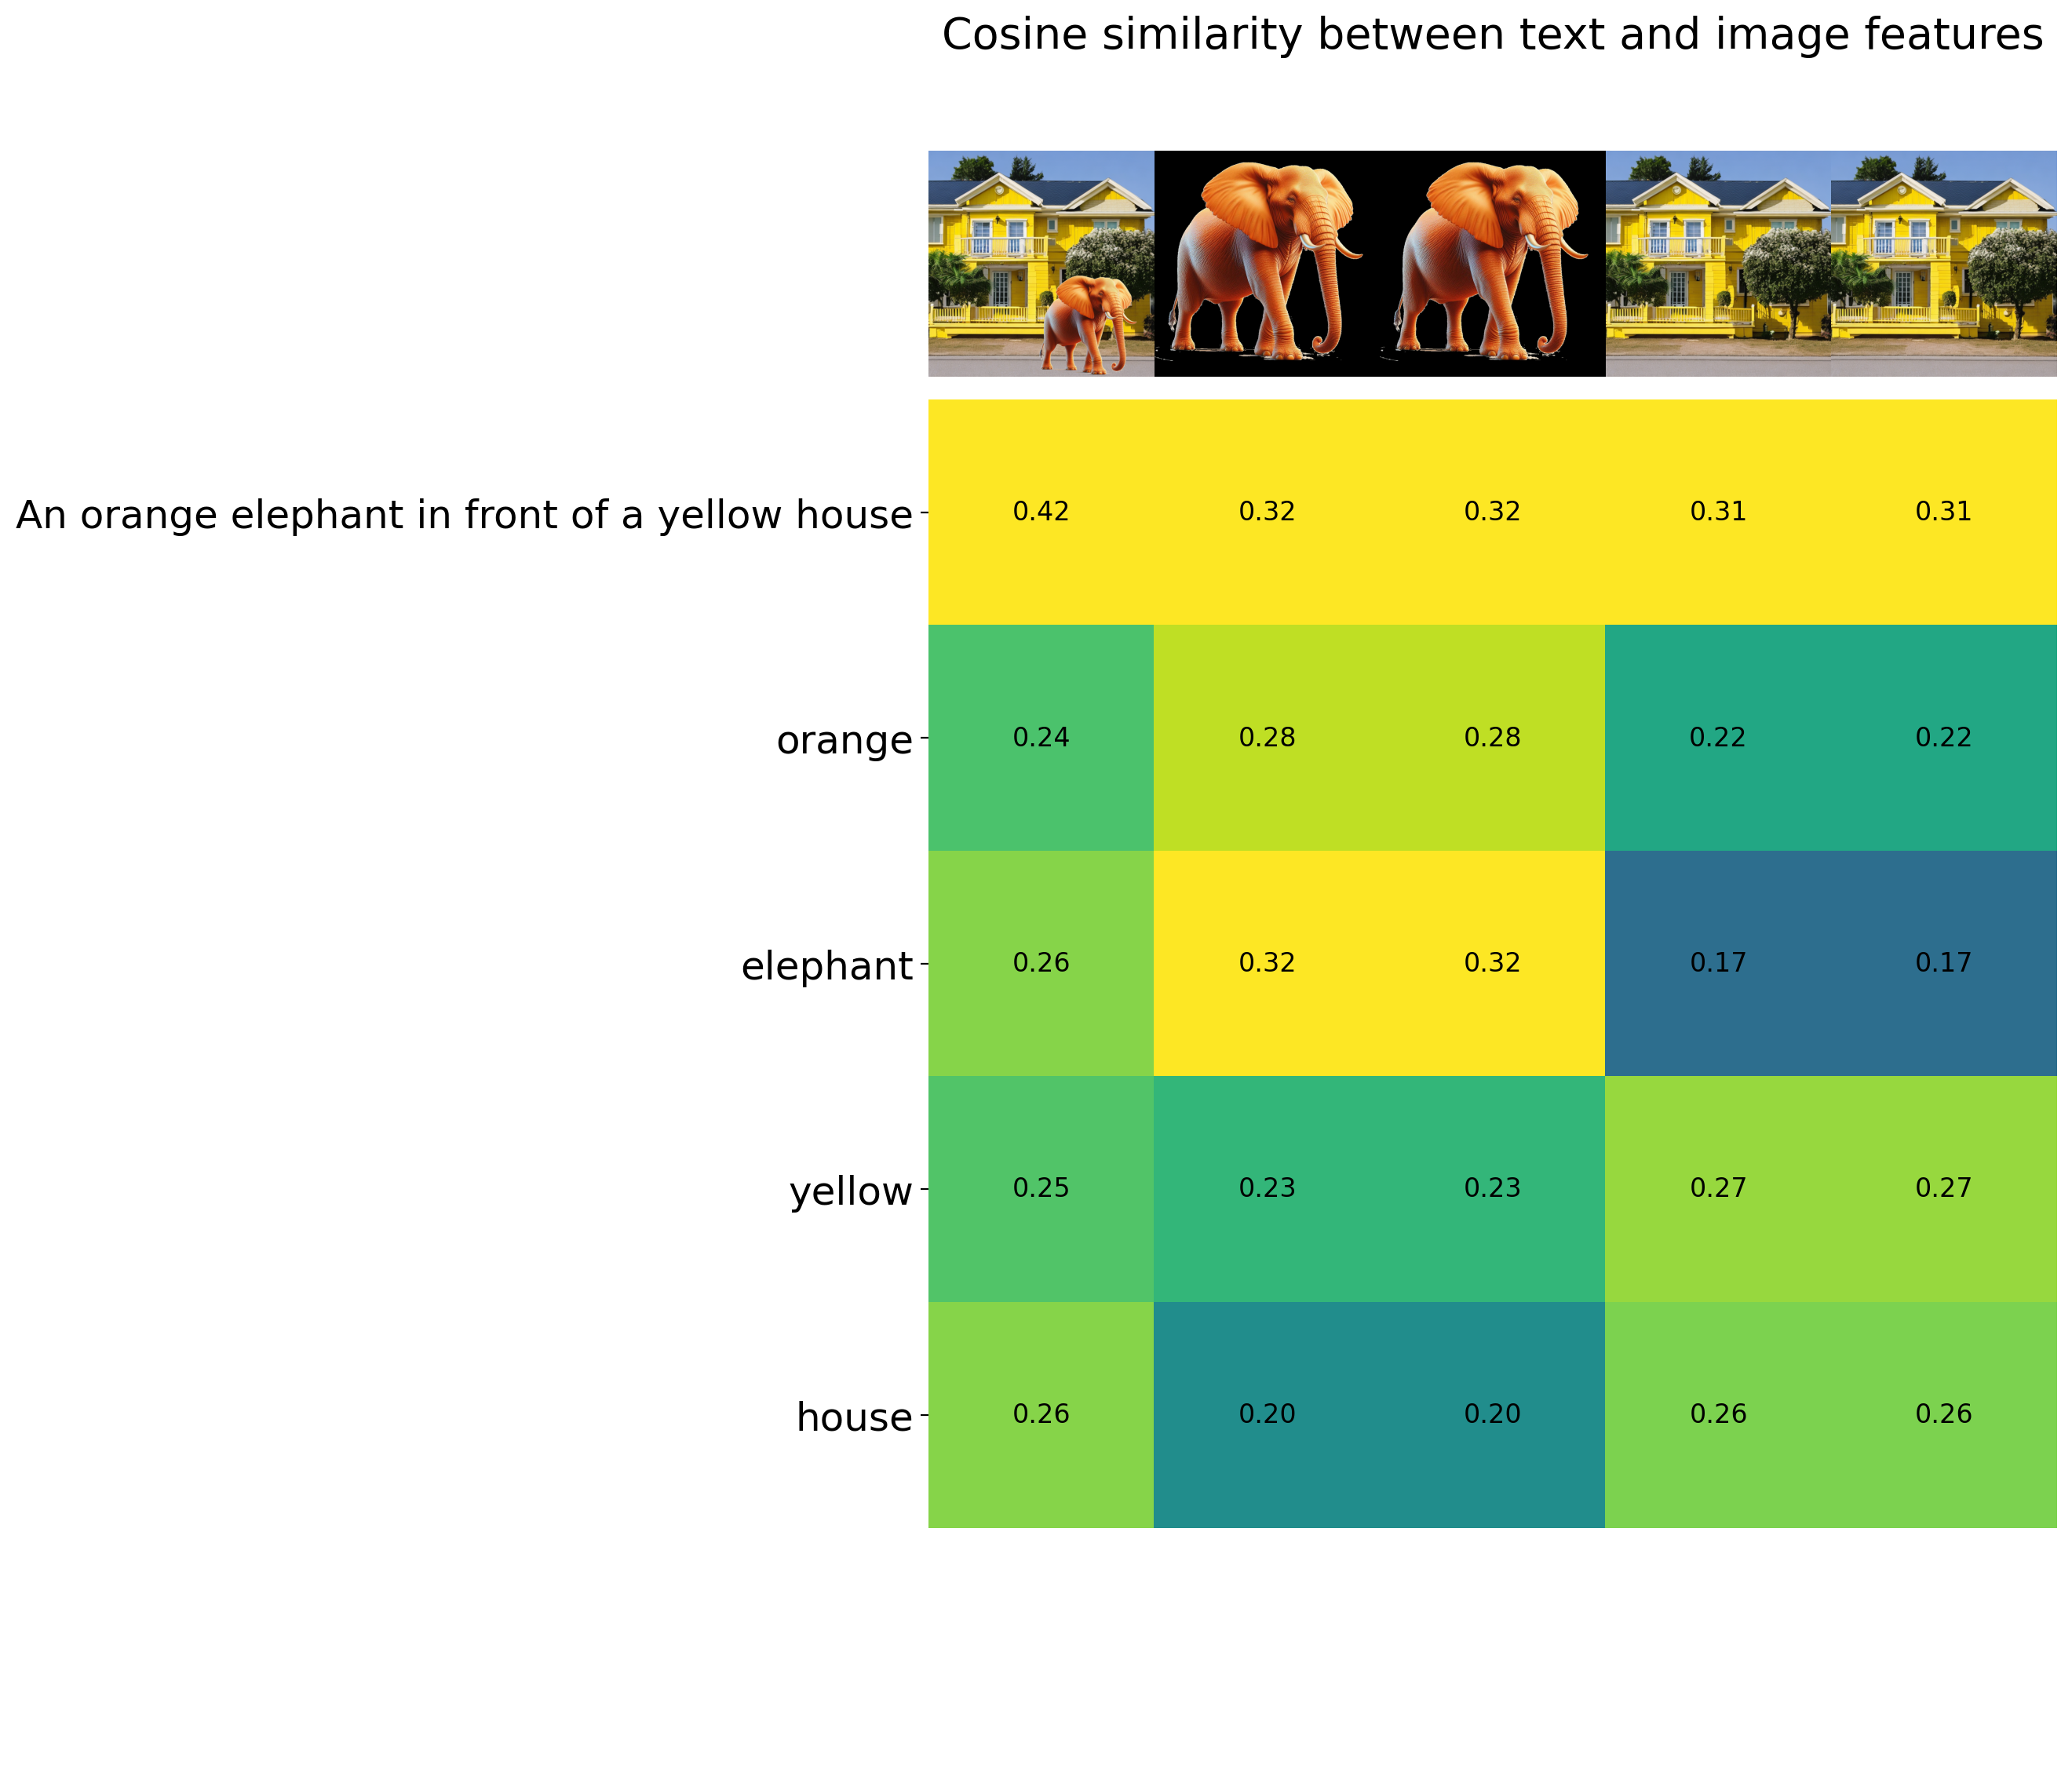 Cosine similarity between text and image features
An orange elephant in front of a yellow house 0.42 0.32 0.32 0.31 0.31
orange 0.24 0.28 0.28 0.22 0.22
elephant 0.26 0.32 0.32 0.17 0.17
yellow 0.25 0.23 0.23 0.27 0.27
house 0.26 0.20 0.20 0.26 0.26